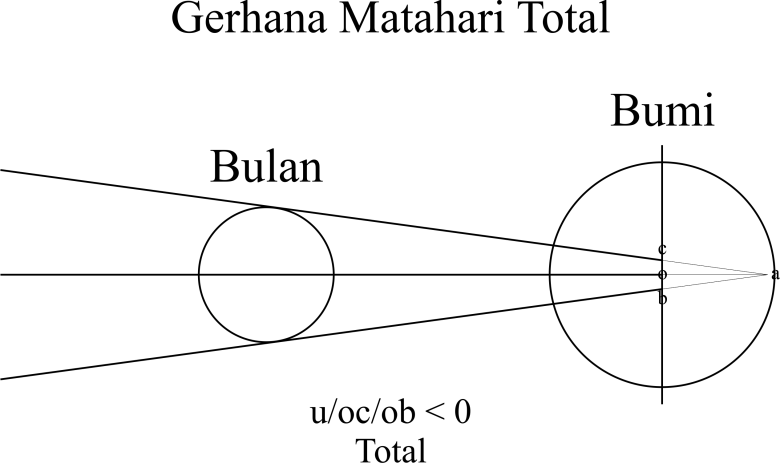 Gerhana Matahari Total
Bumi
Bulan
c
o
a
b
u/oc/ob < 0
Total